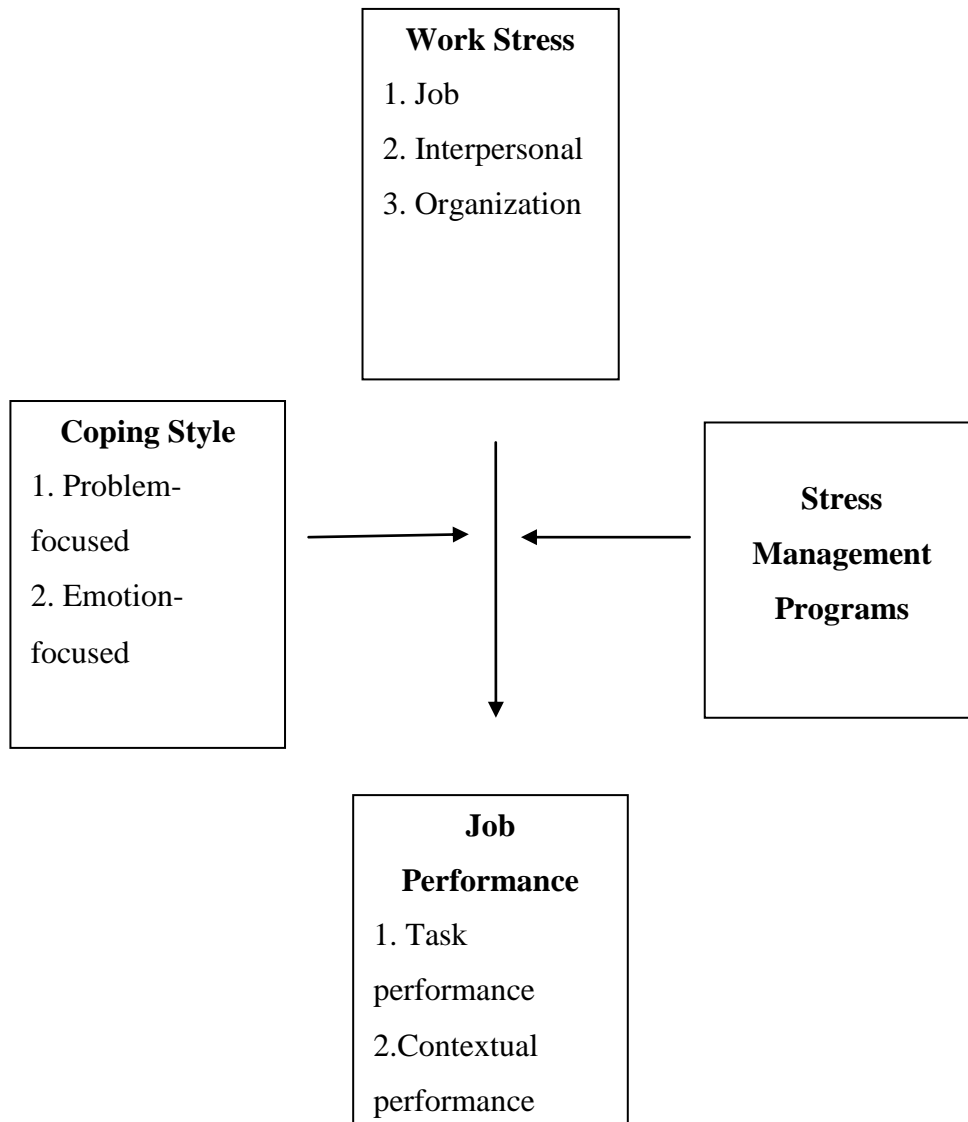 Work Stress
1. Job
2. Interpersonal
3. Organization
Coping Style
1. Problem-
focused
2. Emotion-
focused
Stress
Management
Programs
Job
Performance
1. Task
performance
2.Contextual
performance